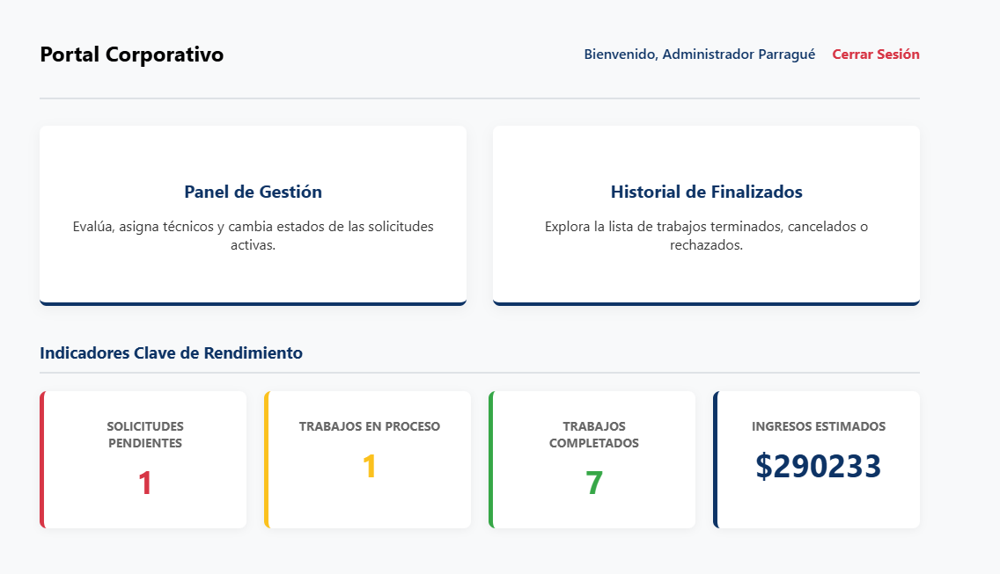 Portal Corporativo
Bienvenido, Administrador Parragué
Cerrar Sesión
Panel de Gestión
Evalúa, asigna técnicos y cambia estados de las solicitudes
activas.
Historial de Finalizados
Explora la lista de trabajos terminados, cancelados o
rechazados.
Indicadores Clave de Rendimiento
SOLICITUDES
PENDIENTES
1
TRABAJOS EN PROCESO
1
TRABAJOS
COMPLETADOS
7
INGRESOS ESTIMADOS
$290233